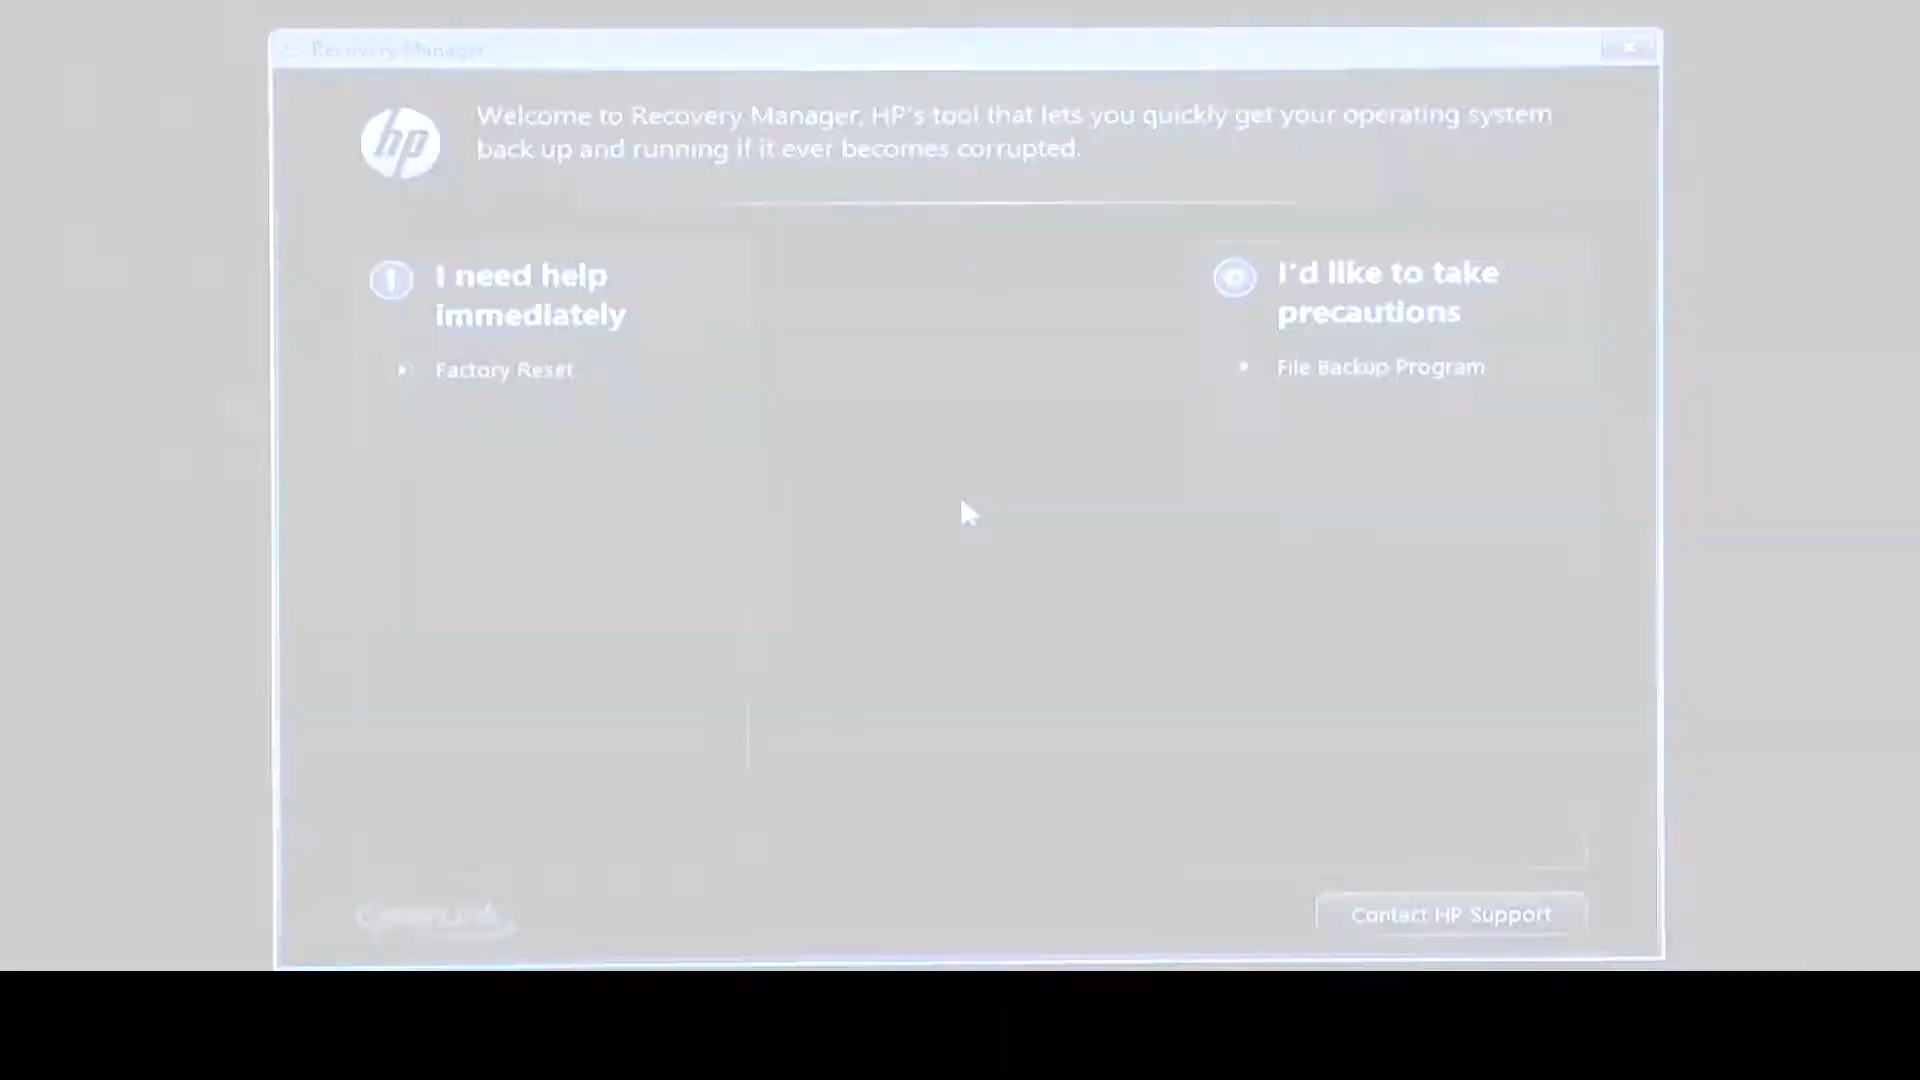 Recovery Manager
hp
Welcome to Recovery Manager, HP's tool that lets you quickly get your operating system
back up and running if it ever becomes corrupted.
I need help
immediately
Factory Reset
I'd like to take
precautions
File Backup Program
CyberLink
Contact HP Support